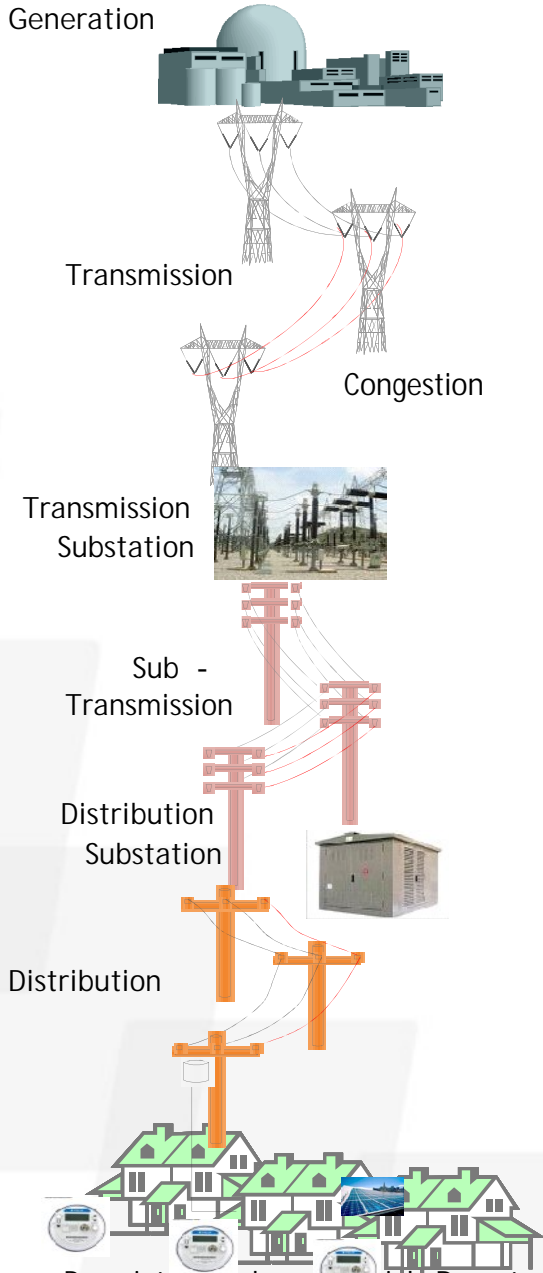 Generation
Transmission
Congestion
Transmission
Substation
Sub -
Transmission
Distribution
Substation
Distribution